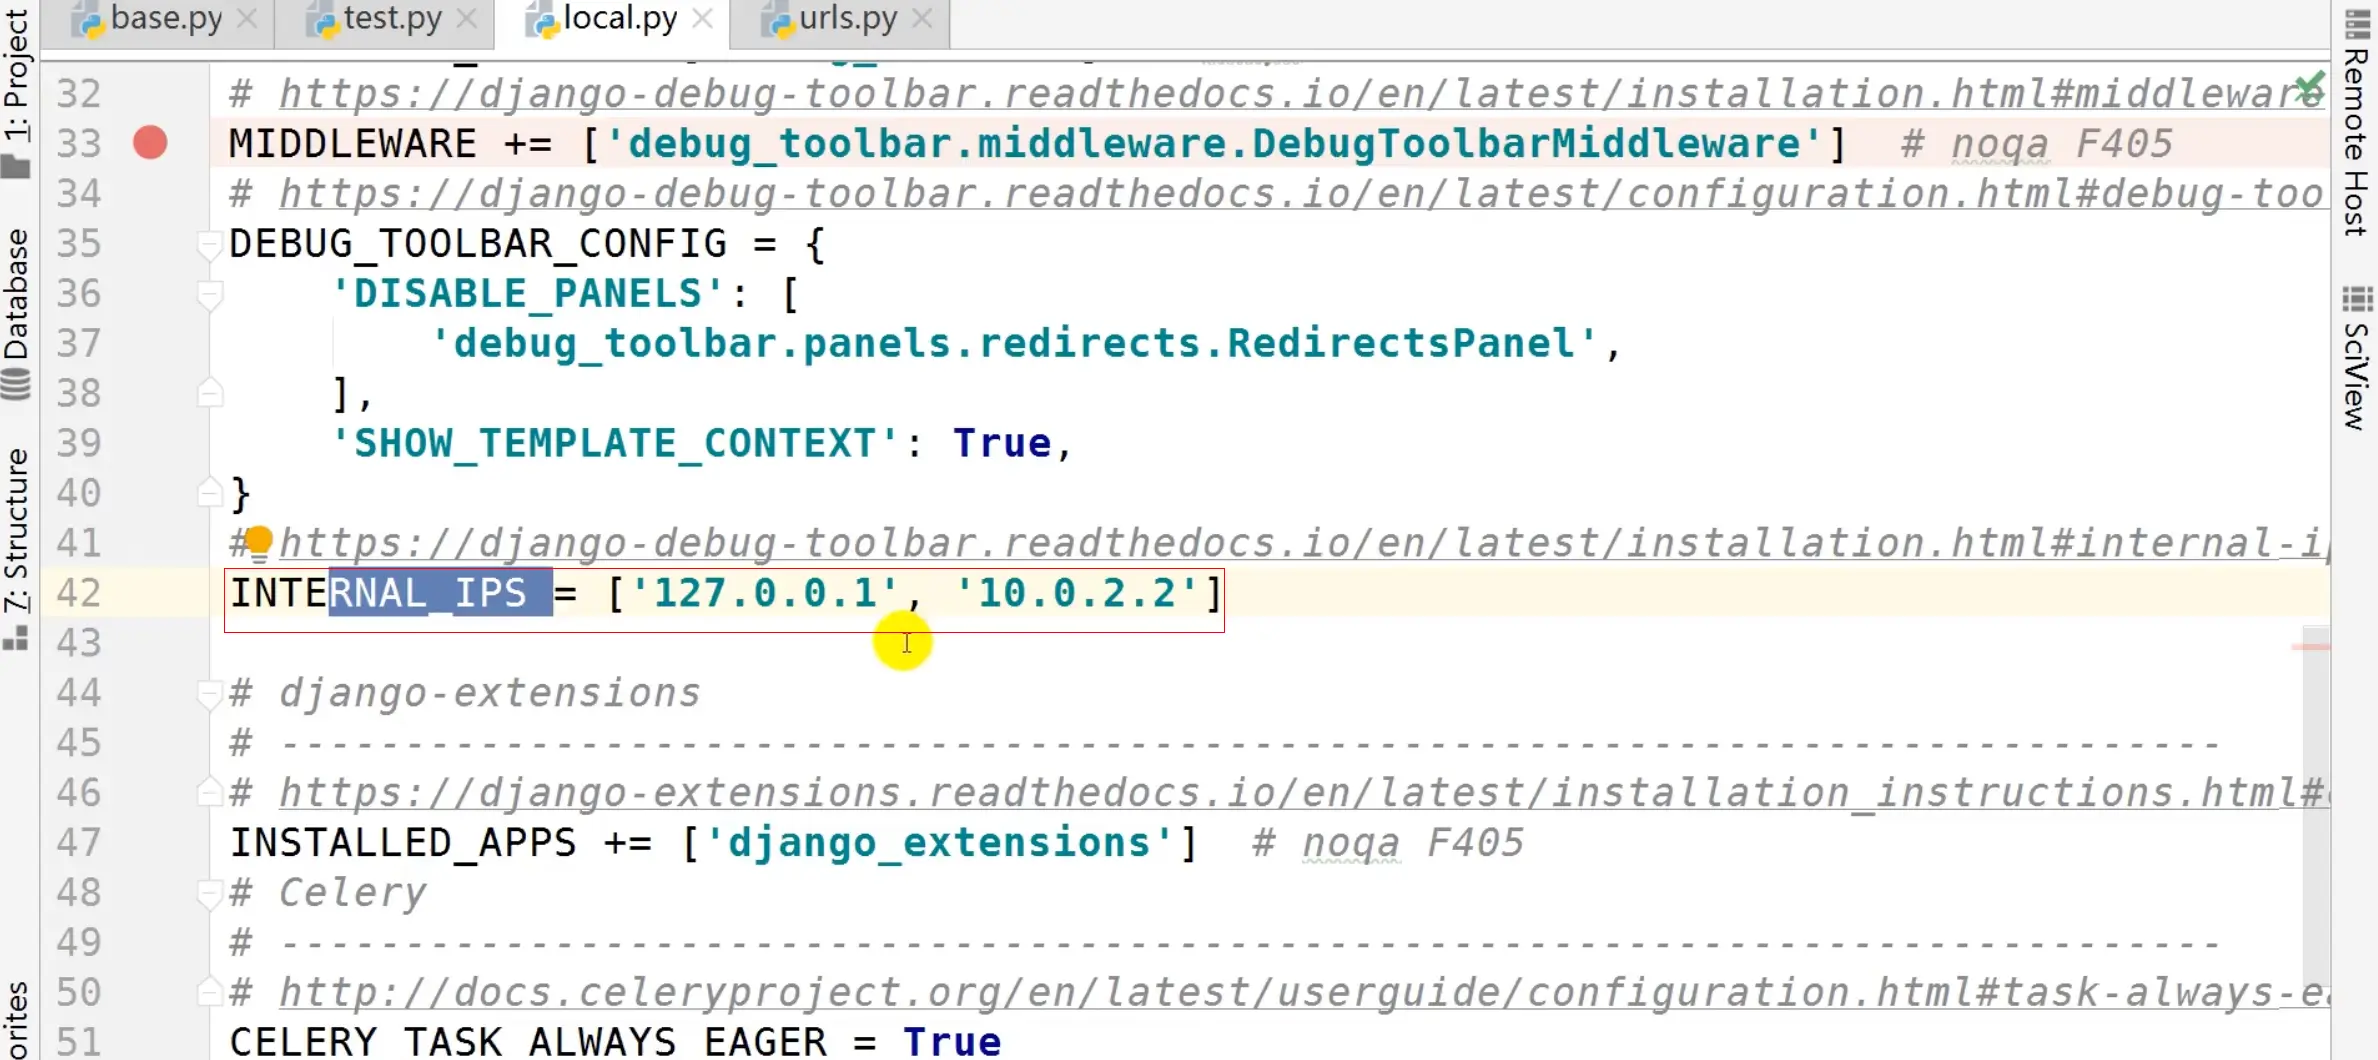 base.py test.py local.py urls.py
1: Project
Database
7: Structure
Remote Host
SciView
32 # https://django-debug-toolbar.readthedocs.io/en/latest/installation.html#middleware
33 MIDDLEWARE += ['debug_toolbar.middleware.DebugToolbarMiddleware']  # noqa F405
34 # https://django-debug-toolbar.readthedocs.io/en/latest/configuration.html#debug-too
35 DEBUG_TOOLBAR_CONFIG = {
36     'DISABLE_PANELS': [
37         'debug_toolbar.panels.redirects.RedirectsPanel',
38     ],
39     'SHOW_TEMPLATE_CONTEXT': True,
40 }
41 # https://django-debug-toolbar.readthedocs.io/en/latest/installation.html#internal-i
42 INTERNAL_IPS = ['127.0.0.1', '10.0.2.2']
43
44 # django-extensions
45 # ------------------------------------------------------------------------------
46 # https://django-extensions.readthedocs.io/en/latest/installation_instructions.html#
47 INSTALLED_APPS += ['django_extensions']  # noqa F405
48 # Celery
49 # ------------------------------------------------------------------------------
50 # http://docs.celeryproject.org/en/latest/userguide/configuration.html#task-always-e
51 CELERY_TASK_ALWAYS_EAGER = True
orites